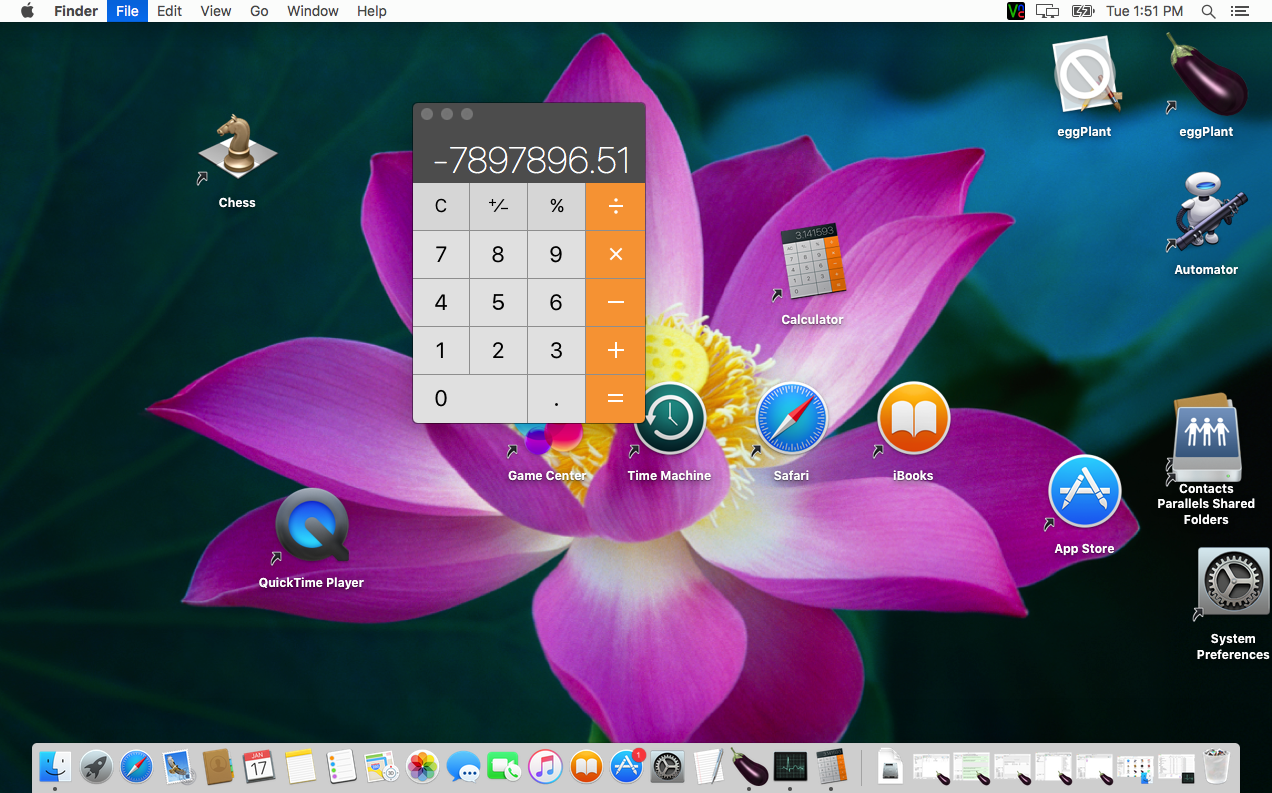 Finder File Edit View Go Window Help Tue 1:51 PM
eggPlant
eggPlant
Chess
-7897896.51
C +/− % ÷
7 8 9 ×
4 5 6 −
1 2 3 +
0 . =
3.141593
Calculator
Automator
Game Center
Time Machine
Safari
iBooks
Contacts
Parallels Shared
Folders
App Store
QuickTime Player
System
Preferences
JAN
17
1